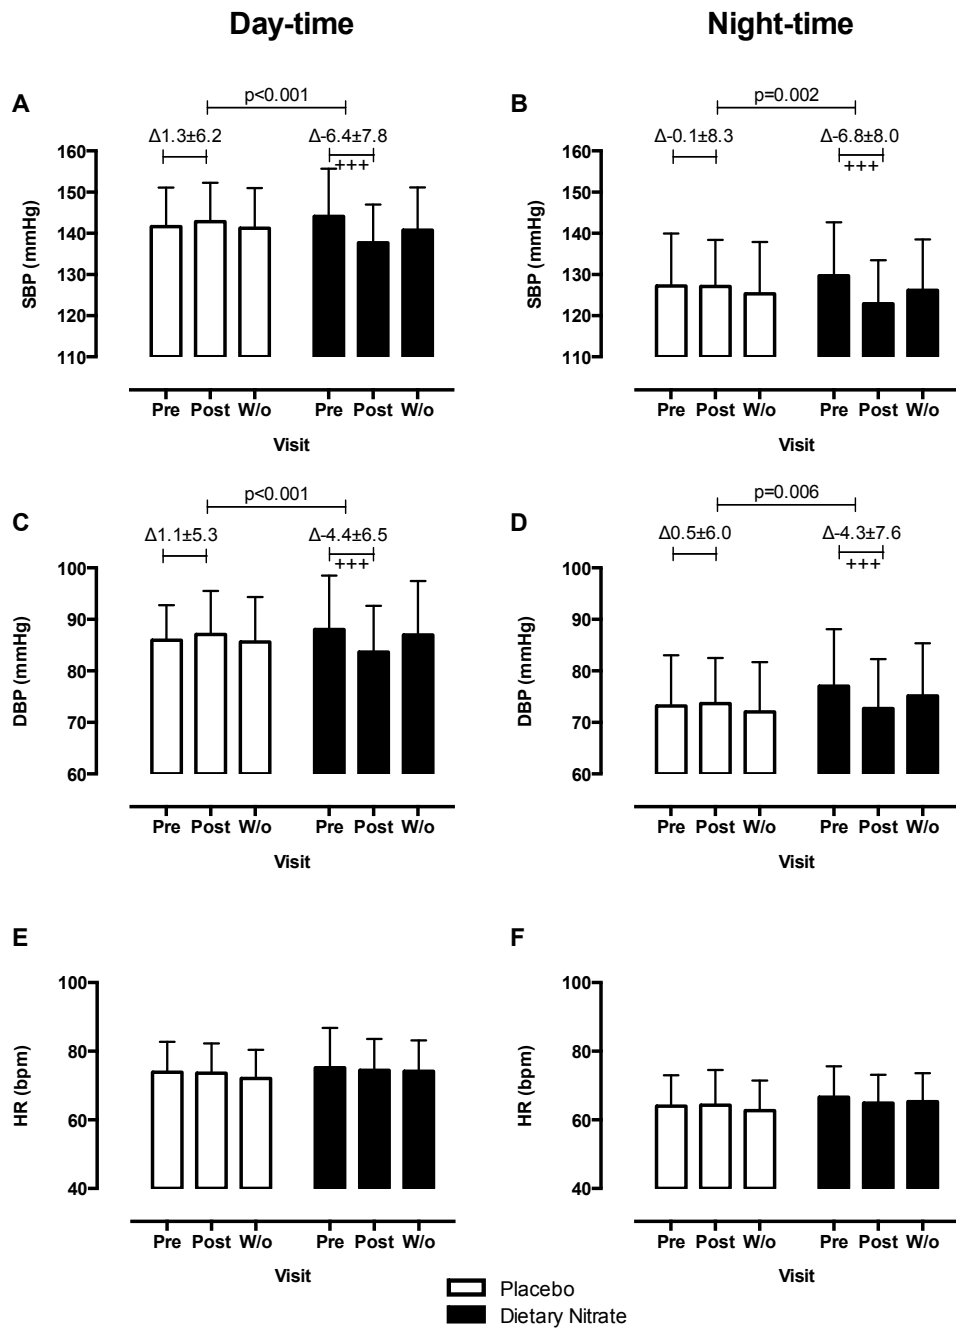 Day-time
Night-time
A
p<0.001
Δ1.3±6.2
Δ-6.4±7.8
+++
160
150
140
130
120
110
SBP (mmHg)
Pre Post W/o Pre Post W/o
Visit
B
p=0.002
Δ-0.1±8.3
Δ-6.8±8.0
+++
160
150
140
130
120
110
SBP (mmHg)
Pre Post W/o Pre Post W/o
Visit
C
p<0.001
Δ1.1±5.3
Δ-4.4±6.5
+++
100
90
80
70
60
DBP (mmHg)
Pre Post W/o Pre Post W/o
Visit
D
p=0.006
Δ0.5±6.0
Δ-4.3±7.6
+++
100
90
80
70
60
DBP (mmHg)
Pre Post W/o Pre Post W/o
Visit
E
100
80
60
40
HR (bpm)
Pre Post W/o Pre Post W/o
Visit
F
100
80
60
40
HR (bpm)
Pre Post W/o Pre Post W/o
Visit
Placebo
Dietary Nitrate